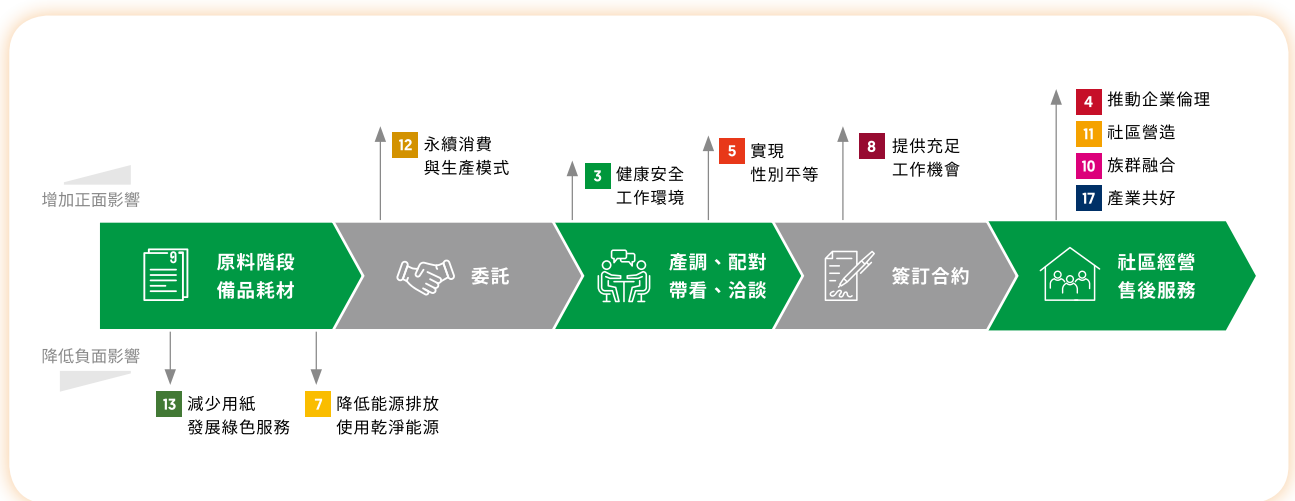 4 推動企業倫理
11 社區營造
10 族群融合
17 產業共好
12 永續消費
與生產模式
3 健康安全
工作環境
5 實現
性別平等
8 提供充足
工作機會
增加正面影響
9
原料階段
備品耗材
委託
產調、配對
帶看、洽談
簽訂合約
社區經營
售後服務
降低負面影響
13 減少用紙
發展綠色服務
7 降低能源排放
使用乾淨能源